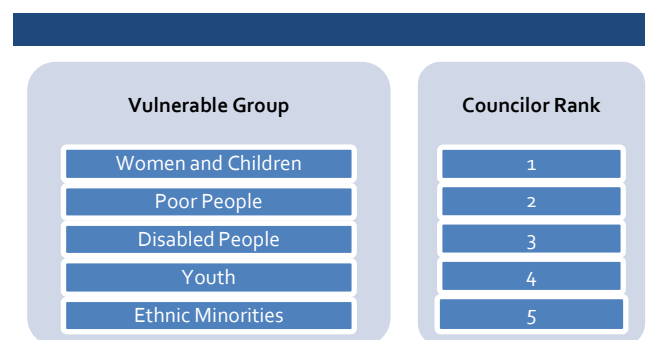 Vulnerable Group Councilor Rank
Women and Children 1
Poor People 2
Disabled People 3
Youth 4
Ethnic Minorities 5